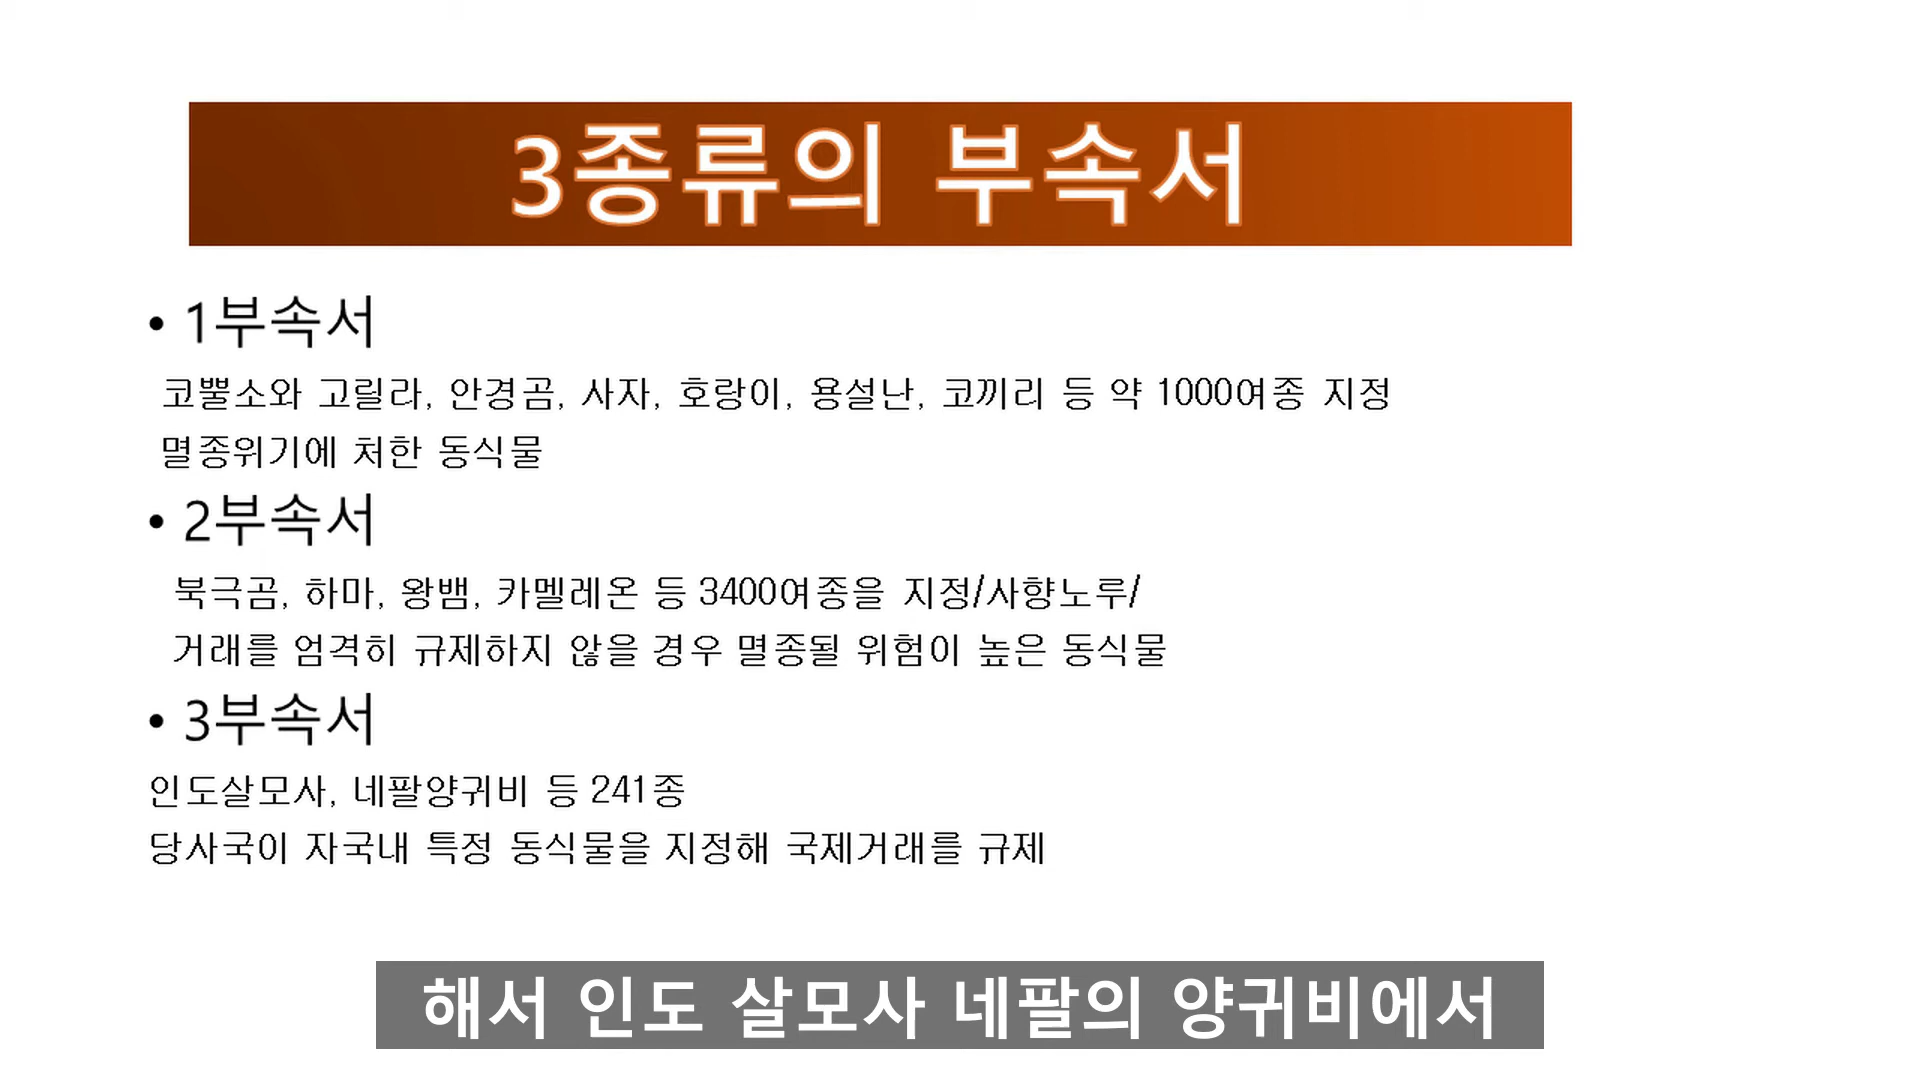 3종류의 부속서
• 1부속서
코뿔소와 고릴라, 안경곰, 사자, 호랑이, 용설난, 코끼리 등 약 1000여종 지정
멸종위기에 처한 동식물
• 2부속서
북극곰, 하마, 왕뱀, 카멜레온 등 3400여종을 지정/사향노루/
거래를 엄격히 규제하지 않을 경우 멸종될 위험이 높은 동식물
• 3부속서
인도살모사, 네팔양귀비 등 241종
당사국이 자국내 특정 동식물을 지정해 국제거래를 규제
해서 인도 살모사 네팔의 양귀비에서